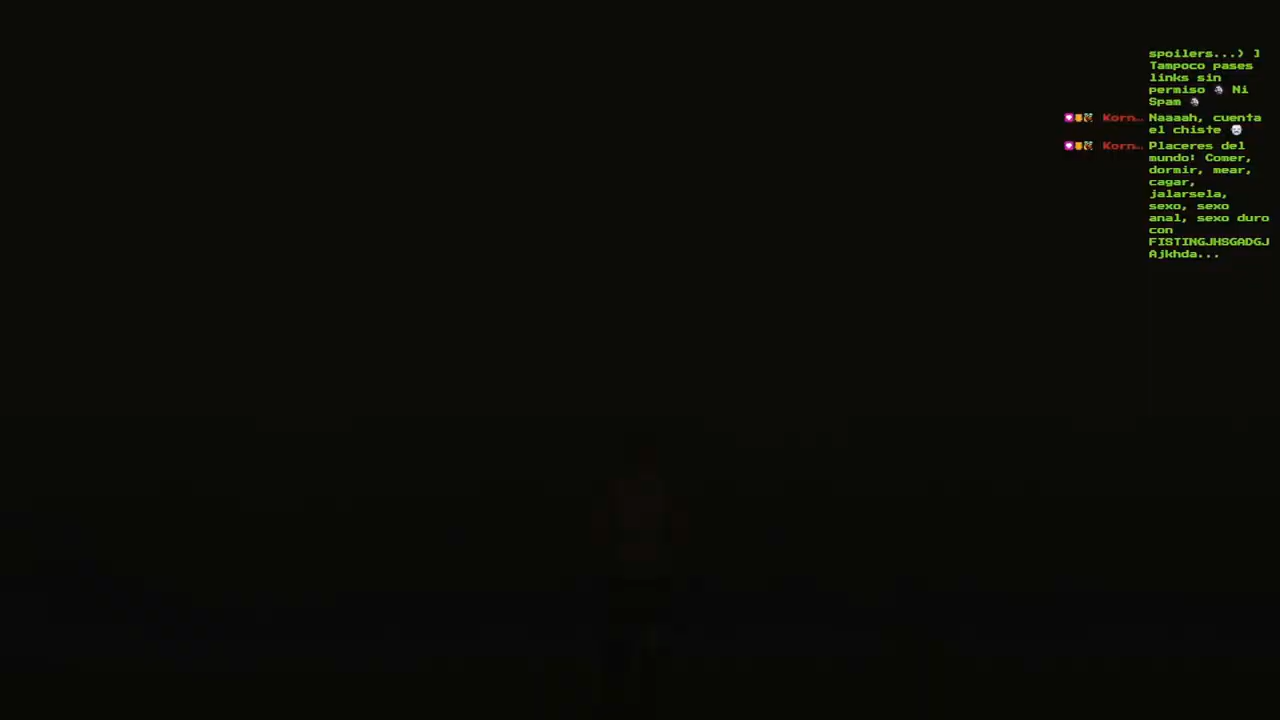 spoilers...) ]
Tampoco pases
links sin
permiso Ni
Spam
Korn… Naaaah, cuenta
el chiste
Korn… Placeres del
mundo: Comer,
dormir, mear,
cagar,
jalarsela,
sexo, sexo
anal, sexo duro
con
FISTINGJHSGADGJ
Ajkhda...